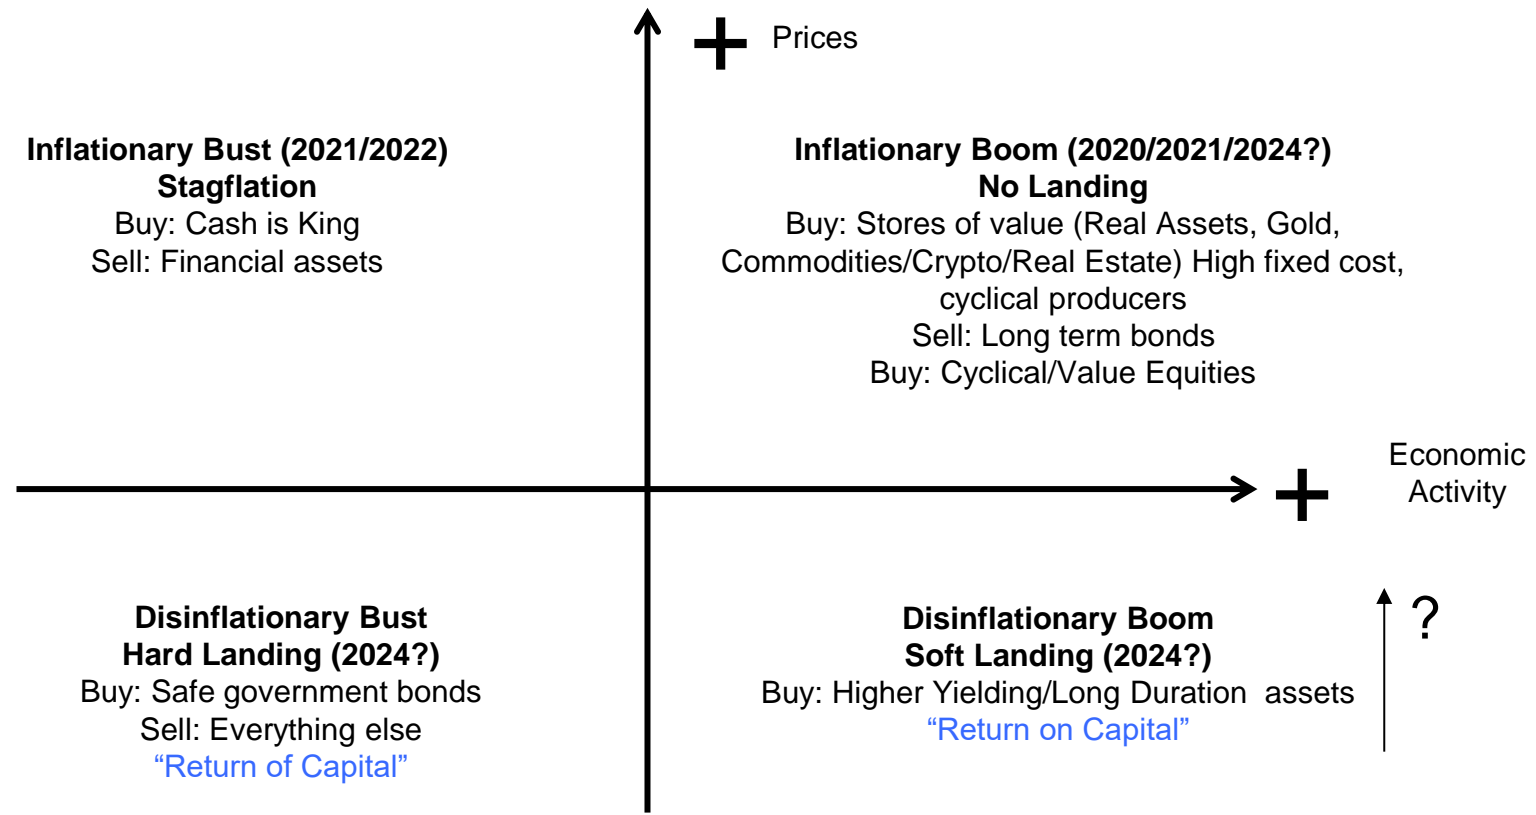 + Prices
Inflationary Bust (2021/2022)
Stagflation
Buy: Cash is King
Sell: Financial assets
Inflationary Boom (2020/2021/2024?)
No Landing
Buy: Stores of value (Real Assets, Gold,
Commodities/Crypto/Real Estate) High fixed cost,
cyclical producers
Sell: Long term bonds
Buy: Cyclical/Value Equities
+
Economic
Activity
Disinflationary Bust
Hard Landing (2024?)
Buy: Safe government bonds
Sell: Everything else
“Return of Capital”
Disinflationary Boom
Soft Landing (2024?)
Buy: Higher Yielding/Long Duration  assets
“Return on Capital”
?